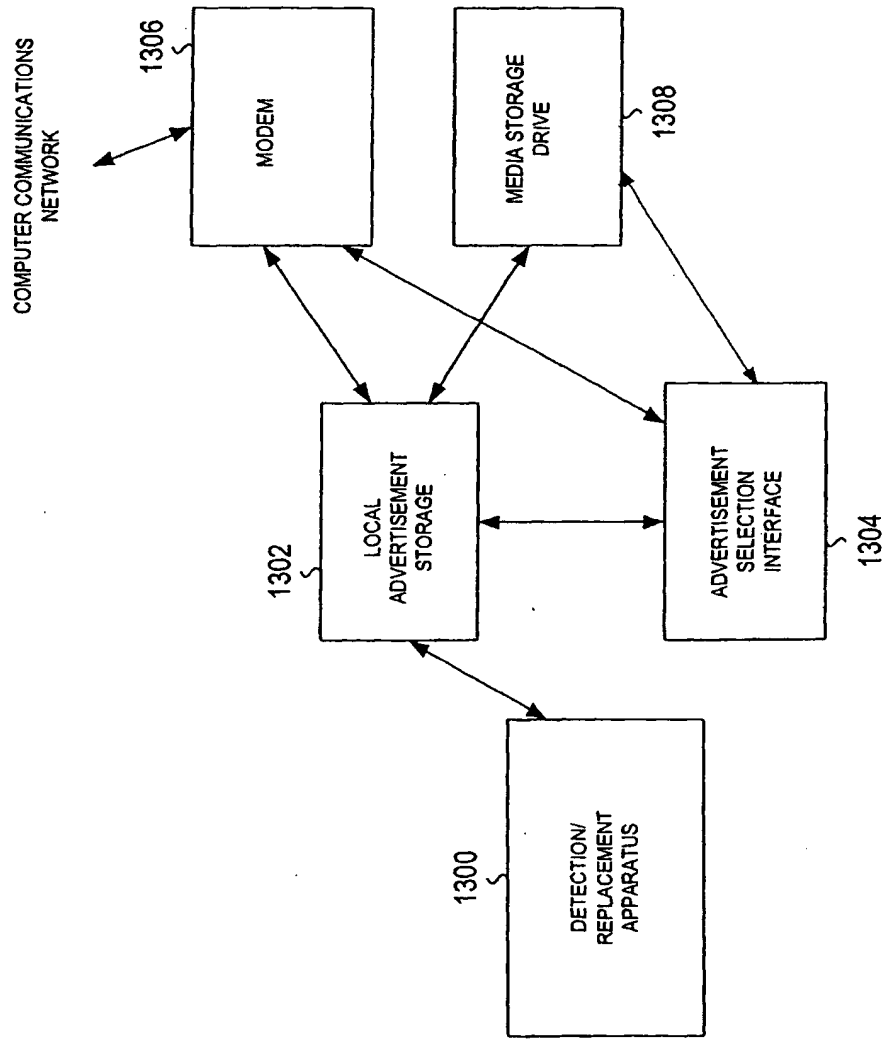 COMPUTER COMMUNICATIONS
NETWORK
1306
MODEM
MEDIA STORAGE
DRIVE
1308
1302
LOCAL
ADVERTISEMENT
STORAGE
ADVERTISEMENT
SELECTION
INTERFACE
1304
1300
DETECTION/
REPLACEMENT
APPARATUS